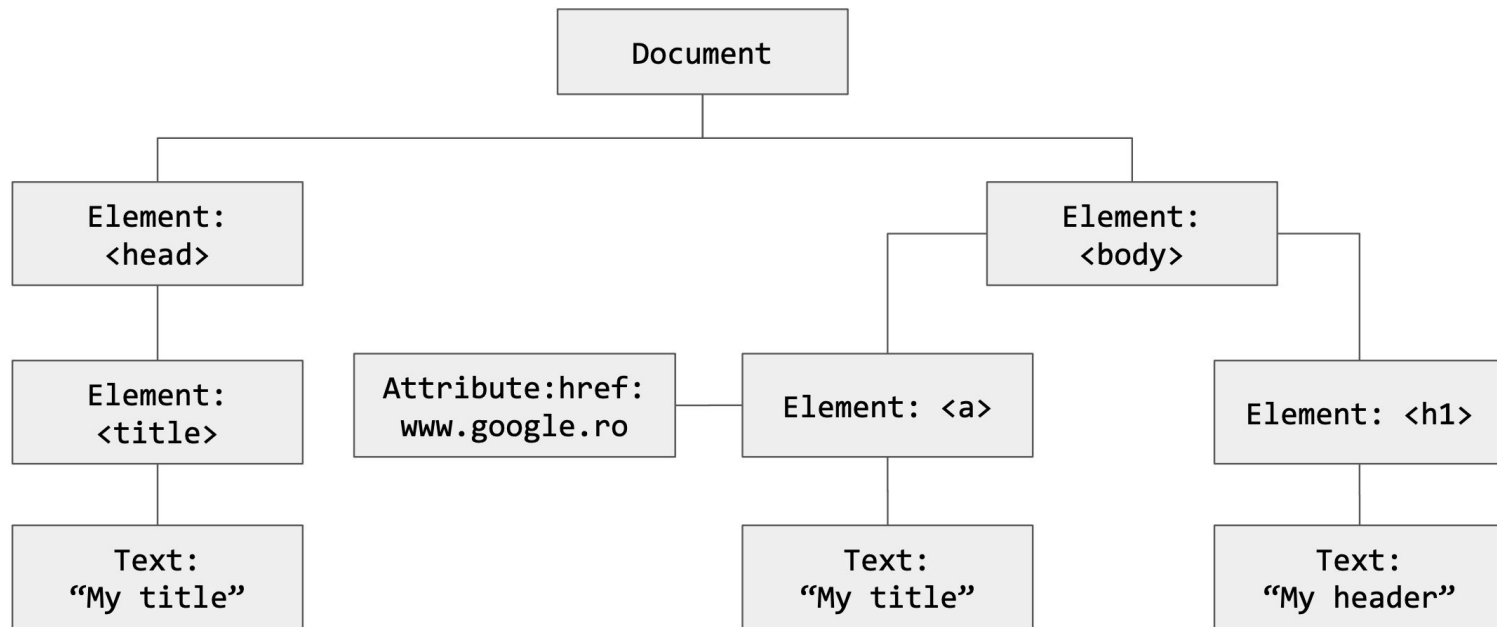 Document
Element:
<head>
Element:
<body>
Element:
<title>
Attribute:href:
www.google.ro
Element: <a>
Element: <h1>
Text:
“My title”
Text:
“My title”
Text:
“My header”